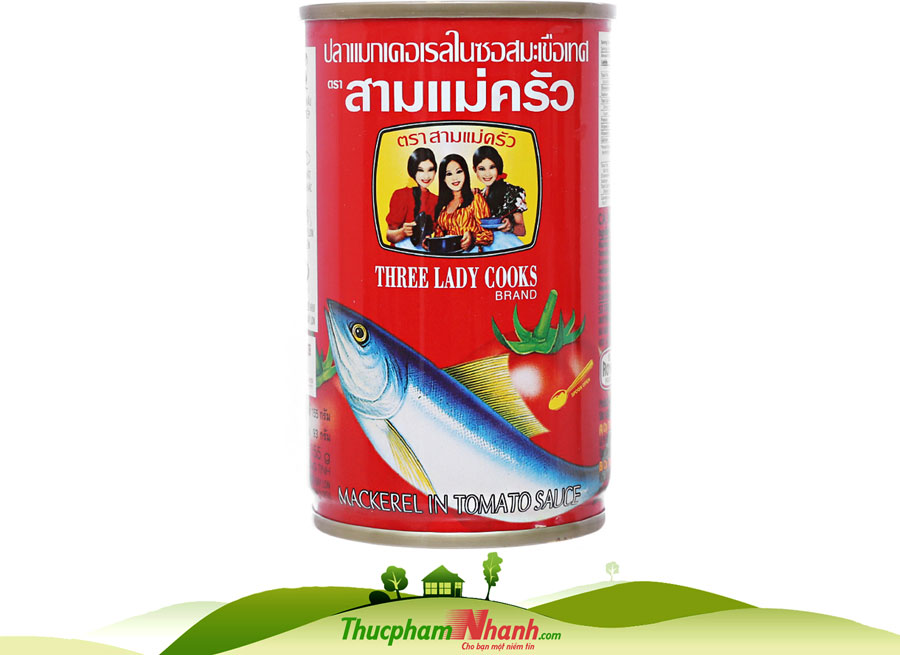 ปลาแมกเคอเรลในซอสมะเขือเทศ
ตรา สามแม่ครัว
ตราสามแม่ครัว
THREE LADY COOKS
BRAND
MACKEREL IN TOMATO SAUCE
ThucphamNhanh.com
Cho bạn một niềm tin